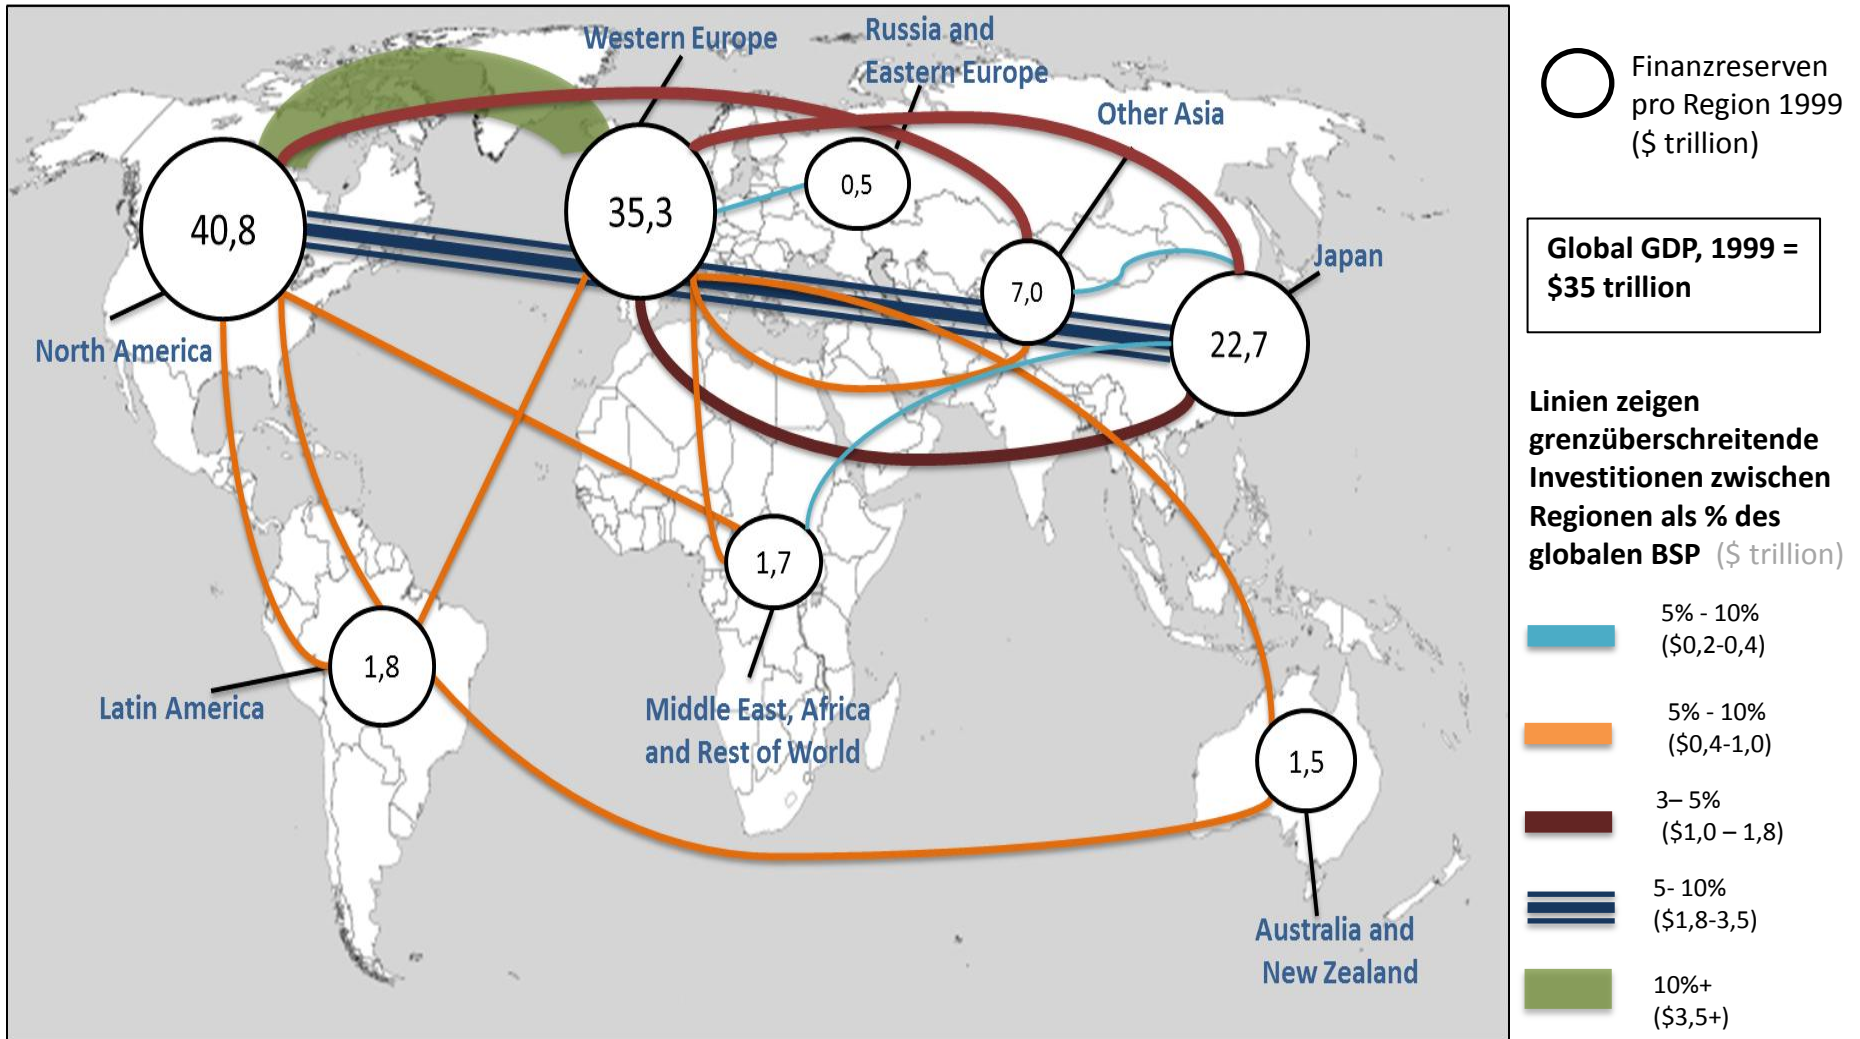 Western Europe
Russia and
Eastern Europe
Other Asia
40,8
35,3
0,5
7,0
Japan
22,7
North America
1,7
1,8
Latin America
Middle East, Africa
and Rest of World
1,5
Australia and
New Zealand
Finanzreserven
pro Region 1999
($ trillion)
Global GDP, 1999 =
$35 trillion
Linien zeigen
grenzüberschreitende
Investitionen zwischen
Regionen als % des
globalen BSP ($ trillion)
5% - 10%
($0,2-0,4)
5% - 10%
($0,4-1,0)
3– 5%
($1,0 – 1,8)
5- 10%
($1,8-3,5)
10%+
($3,5+)